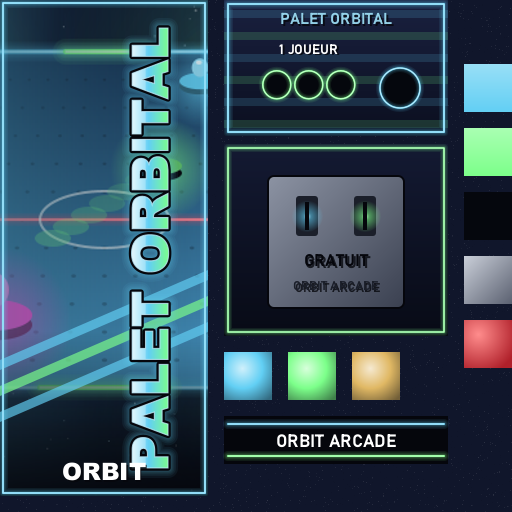 PALET ORBITAL
ORBIT
PALET ORBITAL
1 JOUEUR
GRATUIT
ORBIT ARCADE
ORBIT ARCADE